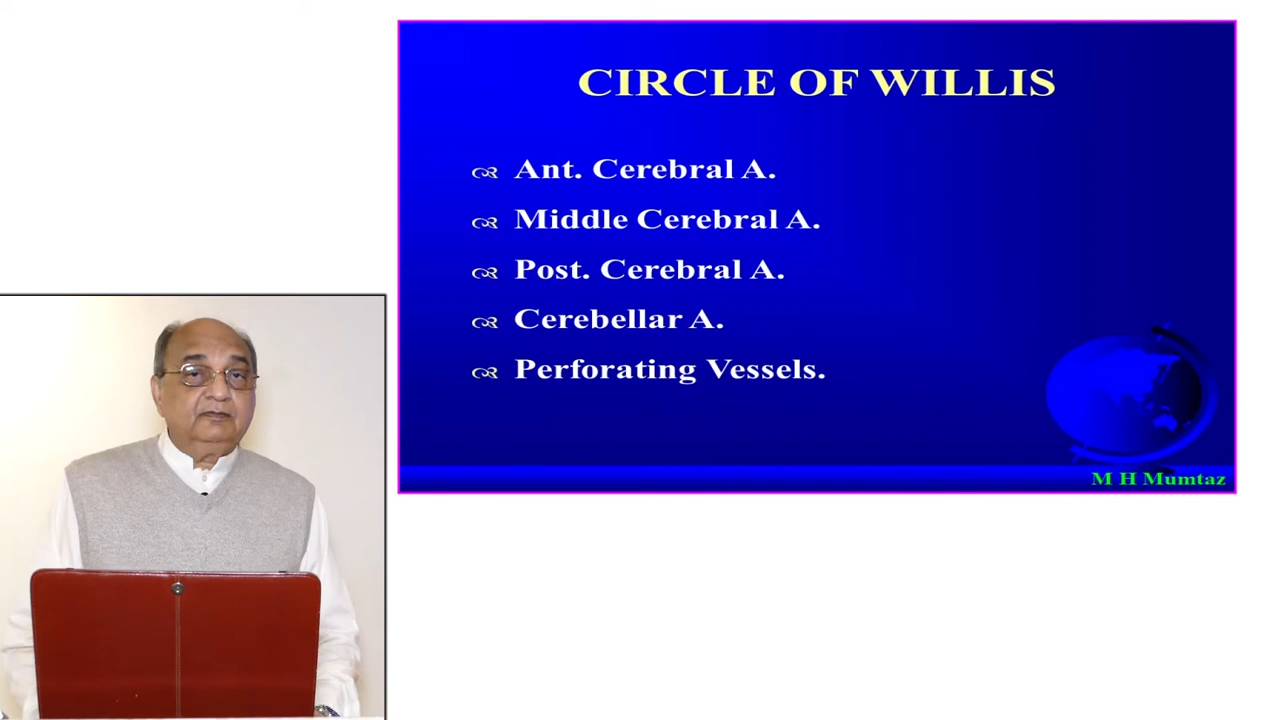 CIRCLE OF WILLIS
Ant. Cerebral A.
Middle Cerebral A.
Post. Cerebral A.
Cerebellar A.
Perforating Vessels.
M H Mumtaz